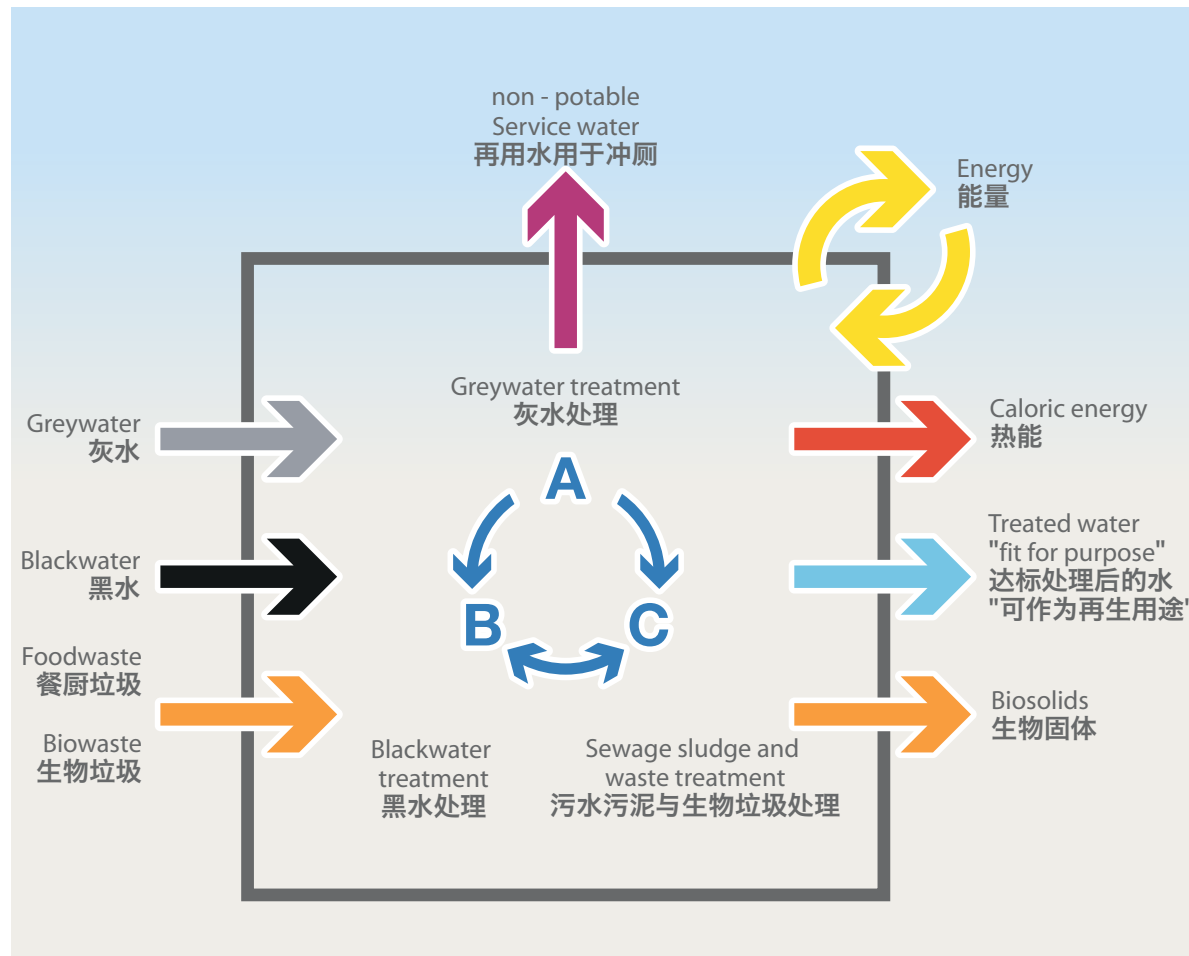 non - potable
Service water
再用水用于冲厕
Energy
能量
Greywater treatment
灰水处理
Greywater
灰水
Caloric energy
热能
A
Blackwater
黑水
Treated water
"fit for purpose"
达标处理后的水
"可作为再生用途"
B
C
Foodwaste
餐厨垃圾
Biowaste
生物垃圾
Biosolids
生物固体
Blackwater
treatment
黑水处理
Sewage sludge and
waste treatment
污水污泥与生物垃圾处理